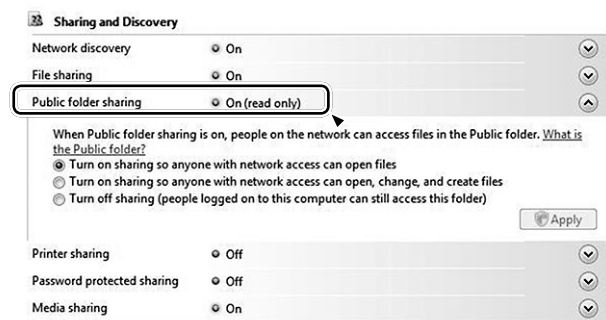 Sharing and Discovery
Network discovery On
File sharing On
Public folder sharing On (read only)
When Public folder sharing is on, people on the network can access files in the Public folder. What is
the Public folder?
Turn on sharing so anyone with network access can open files
Turn on sharing so anyone with network access can open, change, and create files
Turn off sharing (people logged on to this computer can still access this folder)
Apply
Printer sharing Off
Password protected sharing Off
Media sharing On